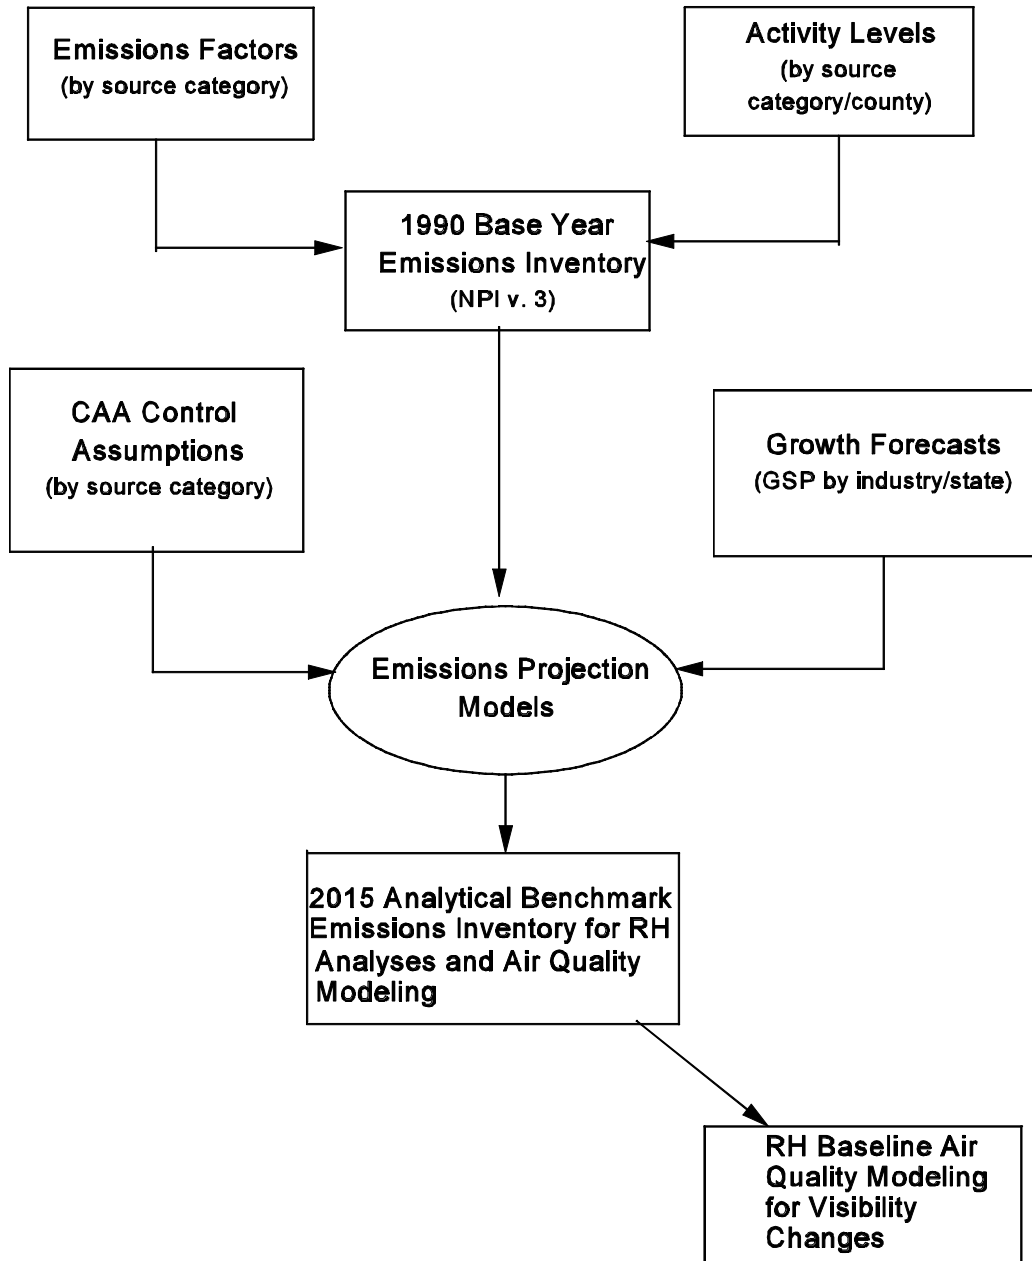 Emissions Factors
(by source category)
Activity Levels
(by source
category/county)
1990 Base Year
Emissions Inventory
(NPI v. 3)
CAA Control
Assumptions
(by source category)
Growth Forecasts
(GSP by industry/state)
Emissions Projection
Models
2015 Analytical Benchmark
Emissions Inventory for RH
Analyses and Air Quality
Modeling
RH Baseline Air
Quality Modeling
for Visibility
Changes